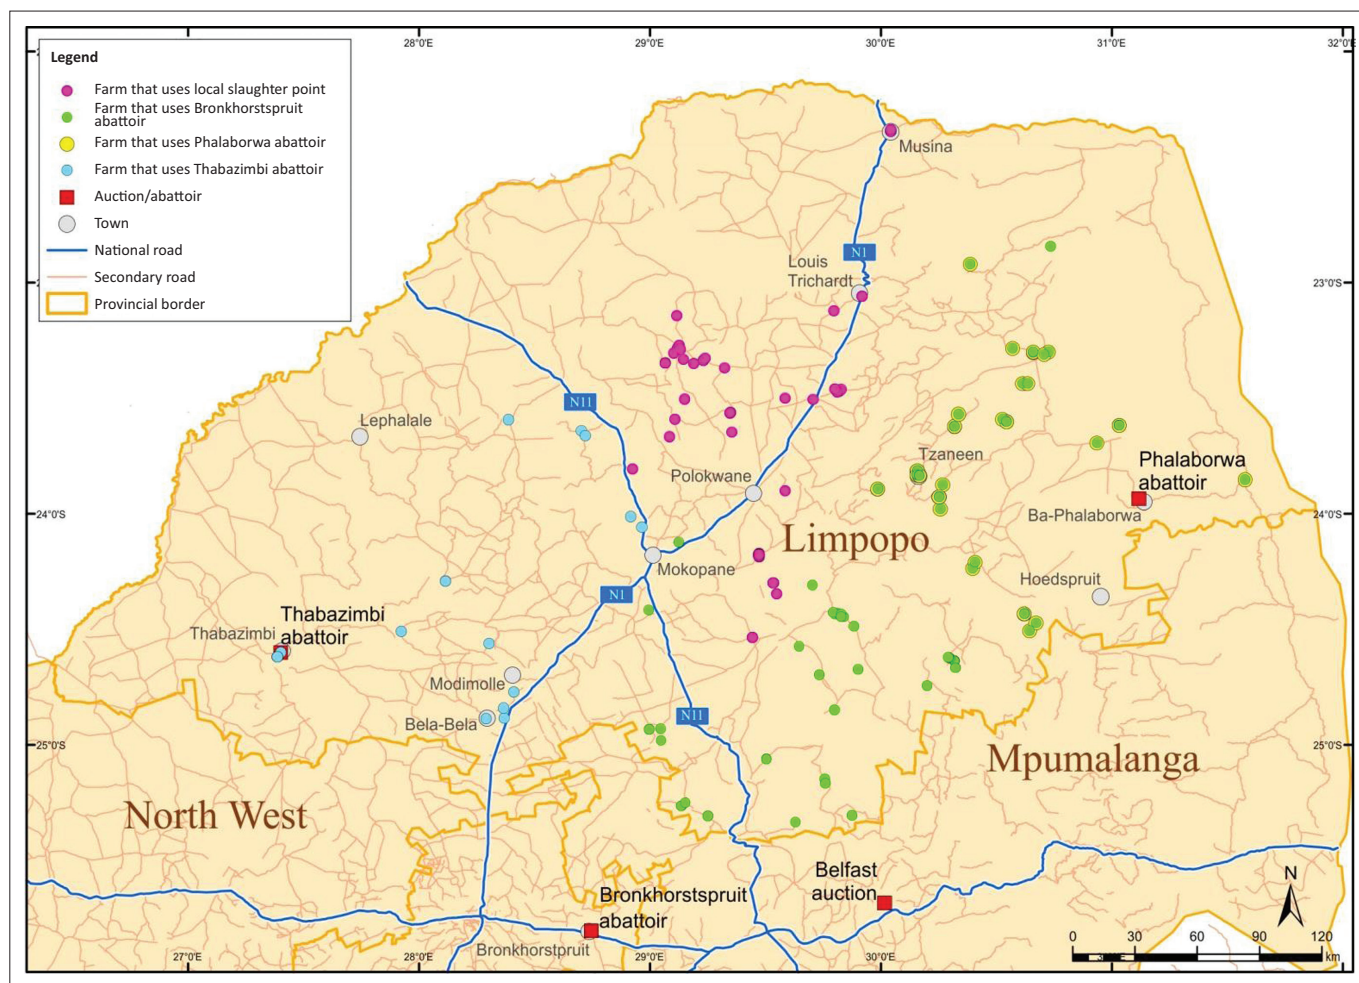 28°0'E
29°0'E
30°0'E
31°0'E
32°0'E
Legend
Farm that uses local slaughter point
Farm that uses Bronkhorstspruit
abattoir
Farm that uses Phalaborwa abattoir
Farm that uses Thabazimbi abattoir
Auction/abattoir
Town
National road
Secondary road
Provincial border
Musina
N1
Louis
Trichardt
23°0'S
23°0'S
N11
Lephalale
Tzaneen
Polokwane
Phalaborwa
abattoir
Ba-Phalaborwa
24°0'S
24°0'S
Limpopo
Mokopane
Hoedspruit
N1
Thabazimbi
abattoir
Thabazimbi
Modimolle
Bela-Bela
N11
25°0'S
25°0'S
Mpumalanga
North West
Belfast
auction
Bronkhorstspruit
abattoir
Bronkhorstpruit
N
0 30 60 90 120
km
27°0'E
28°0'E
29°0'E
30°0'E
31°0'E